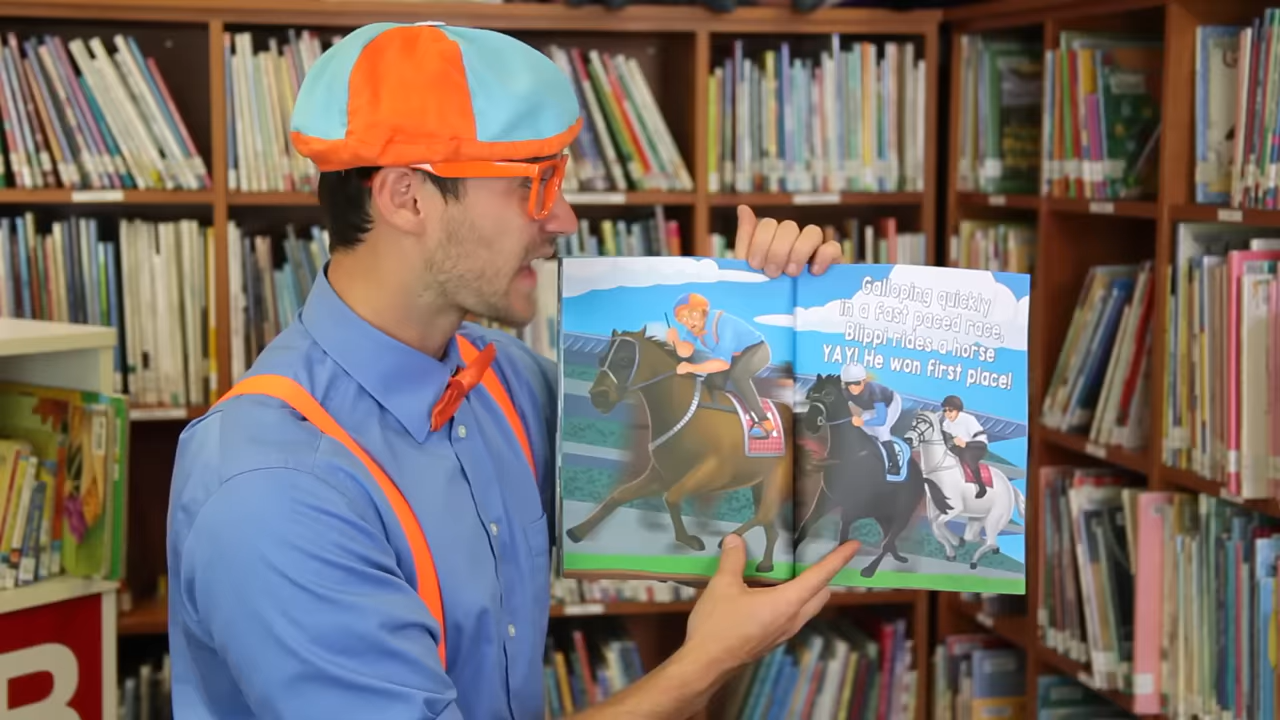 Galloping quickly
in a fast paced race,
Blippi rides a horse
YAY! He won first place!
B